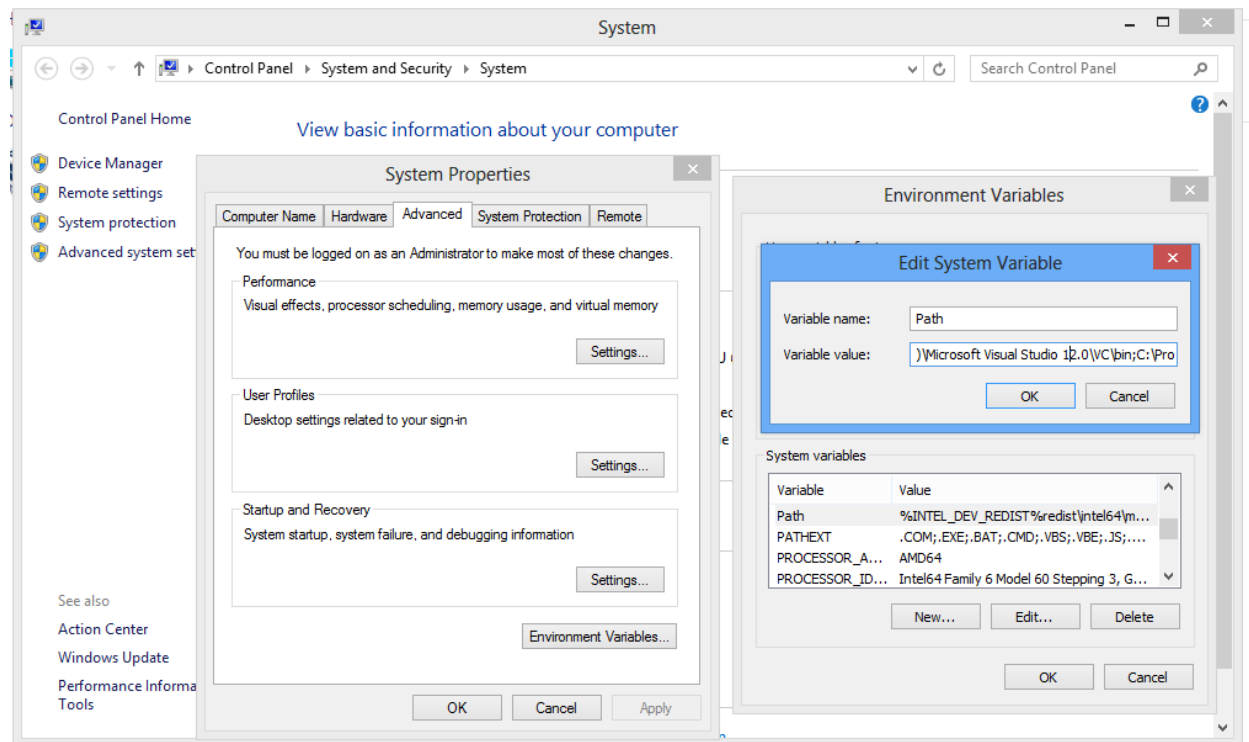 System
Control Panel System and Security System
Search Control Panel
Control Panel Home
View basic information about your computer
Device Manager
Remote settings
System protection
Advanced system set
System Properties
Computer Name Hardware Advanced System Protection Remote
You must be logged on as an Administrator to make most of these changes.
Performance
Visual effects, processor scheduling, memory usage, and virtual memory
Settings...
User Profiles
Desktop settings related to your sign-in
Settings...
Startup and Recovery
System startup, system failure, and debugging information
Settings...
Environment Variables...
OK Cancel Apply
Environment Variables
Edit System Variable
Variable name: Path
Variable value: )\Microsoft Visual Studio 12.0\VC\bin;C:\Pro
OK Cancel
System variables
Variable Value
Path %INTEL_DEV_REDIST%redist\intel64\m...
PATHEXT .COM;.EXE;.BAT;.CMD;.VBS;.VBE;.JS;....
PROCESSOR_A... AMD64
PROCESSOR_ID... Intel64 Family 6 Model 60 Stepping 3, G...
New... Edit... Delete
OK Cancel
See also
Action Center
Windows Update
Performance Informa
Tools